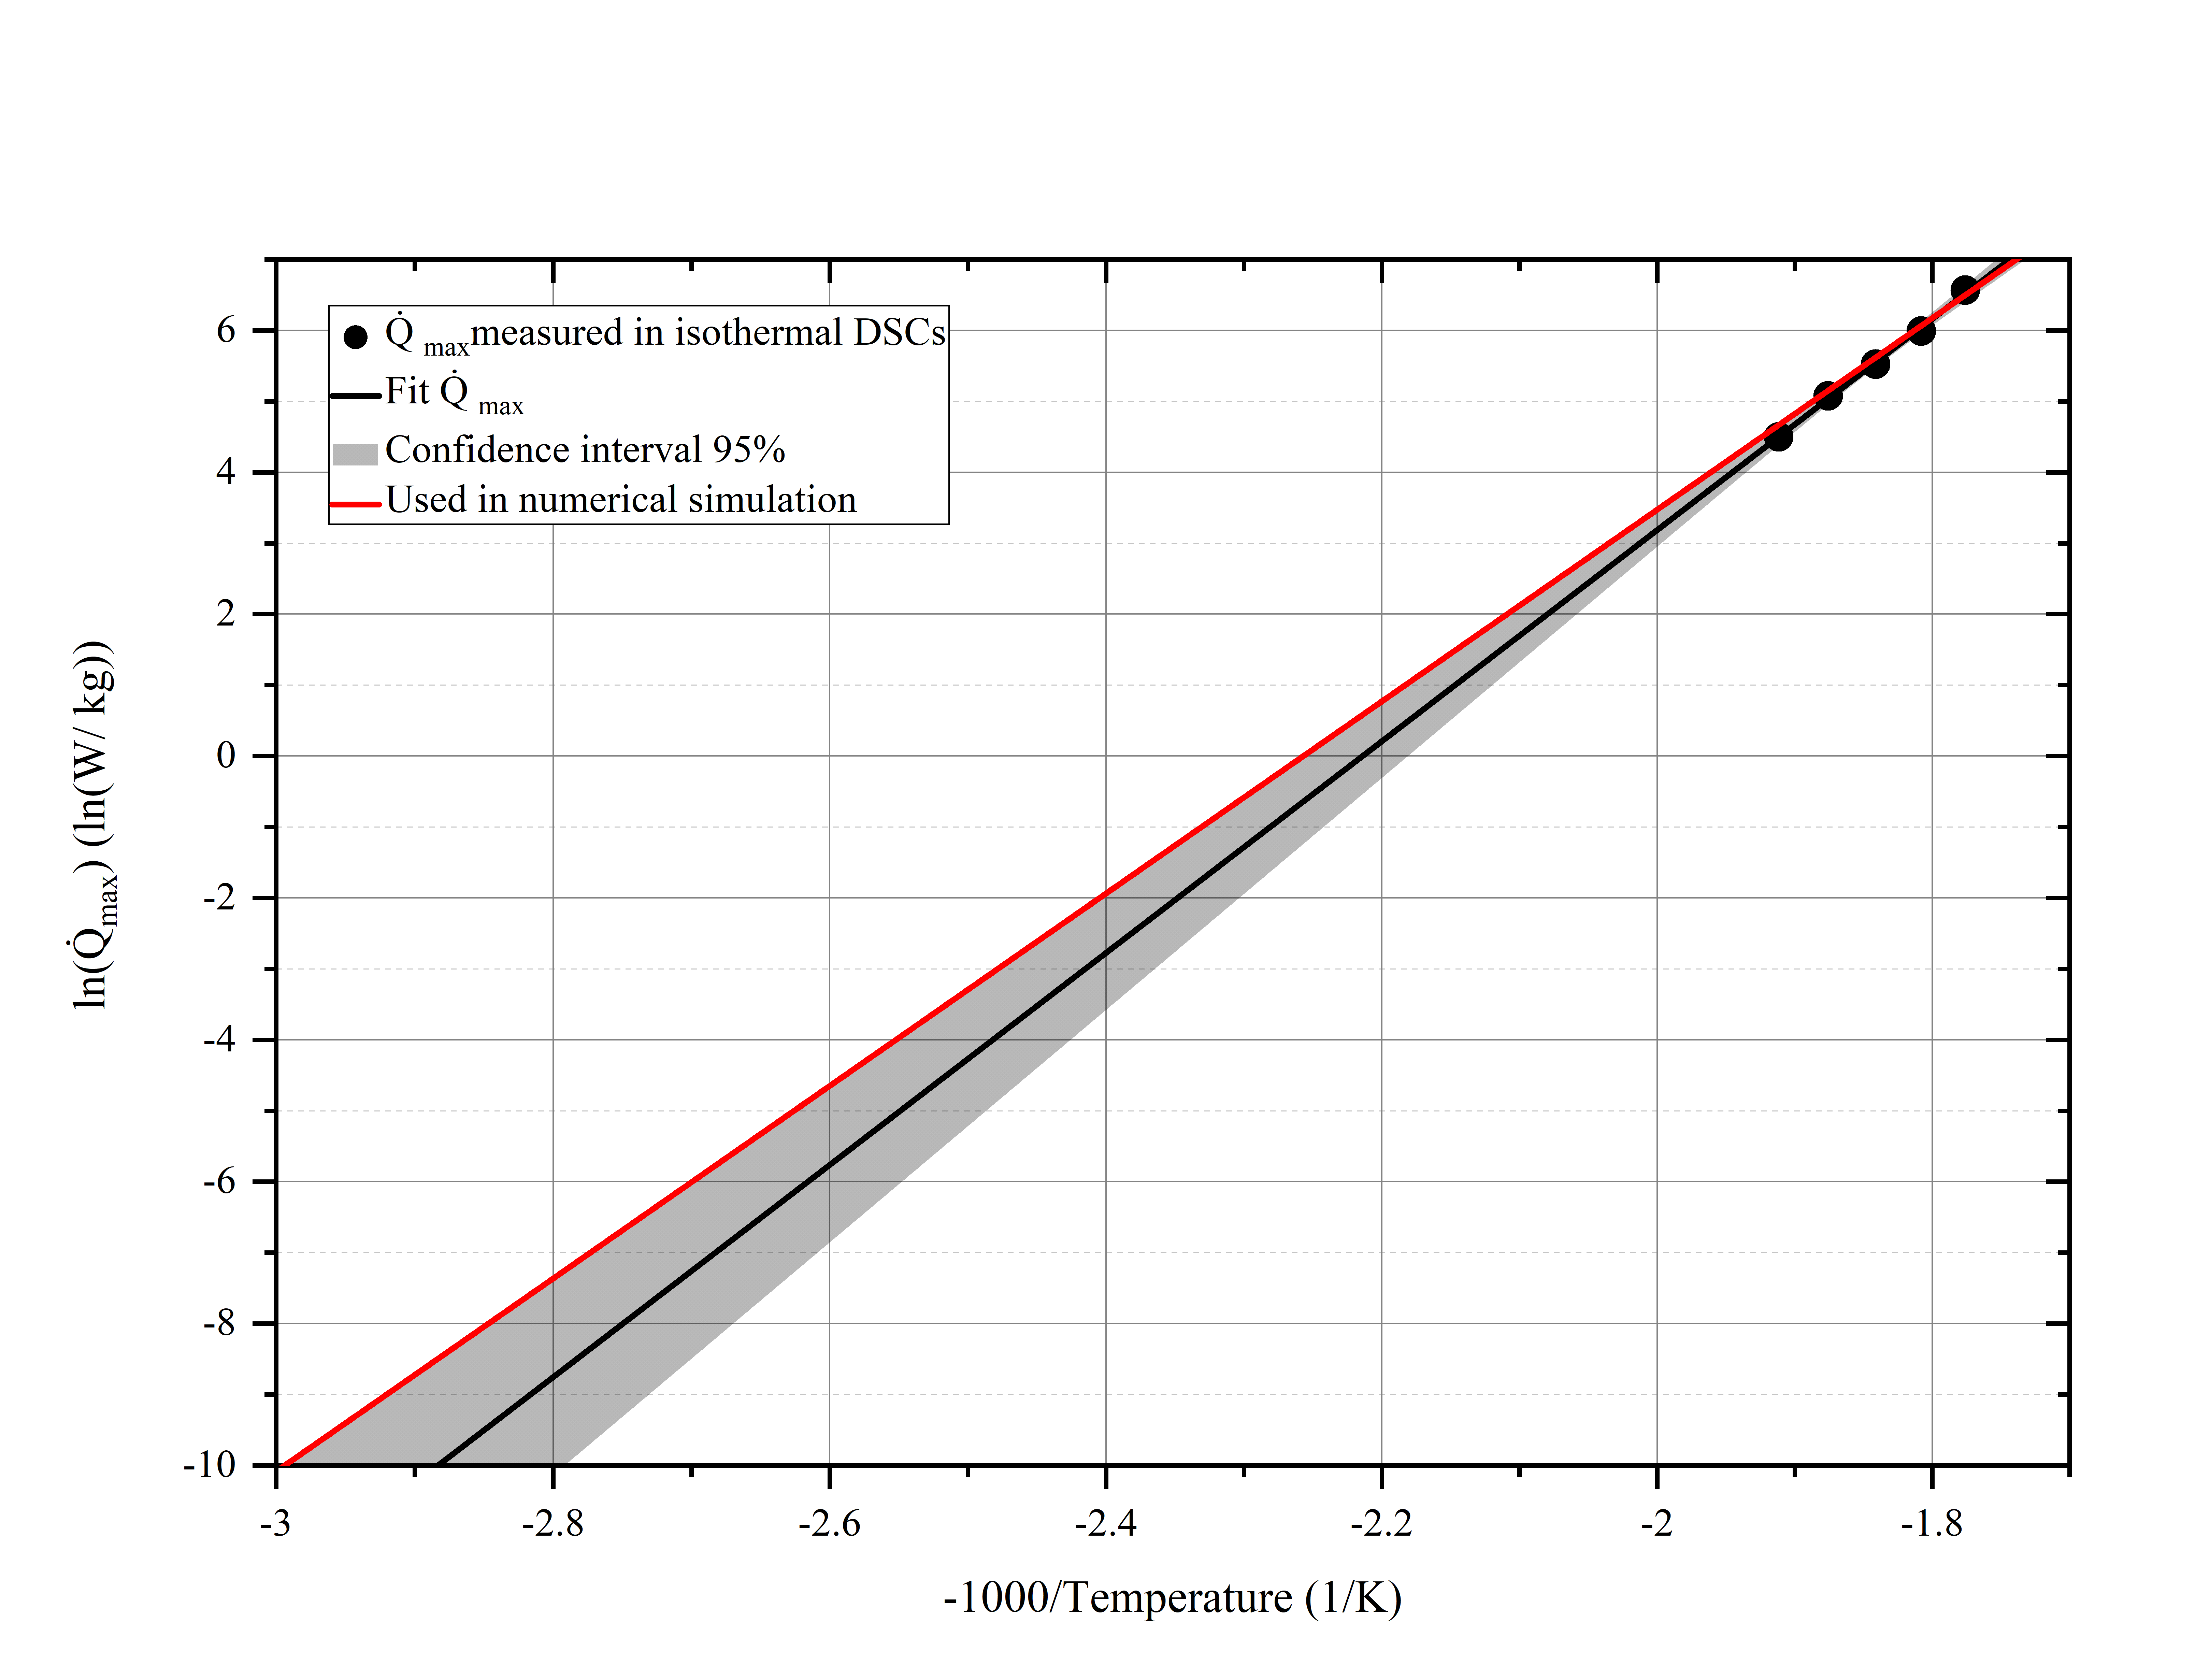 Q̇ max measured in isothermal DSCs
Fit Q̇ max
Confidence interval 95%
Used in numerical simulation
6
4
2
0
-2
-4
-6
-8
-10
ln(Q̇max) (ln(W/ kg))
-3 -2.8 -2.6 -2.4 -2.2 -2 -1.8
-1000/Temperature (1/K)